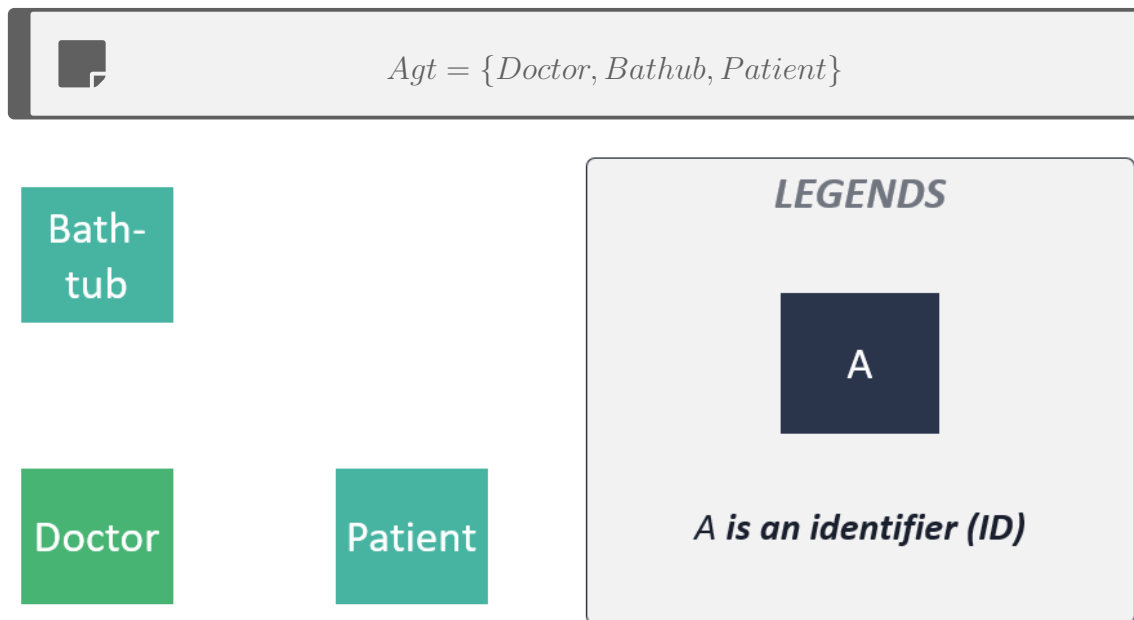 Agt = {Doctor, Bathub, Patient}
Bath-
tub
Doctor
Patient
LEGENDS
A
A is an identifier (ID)